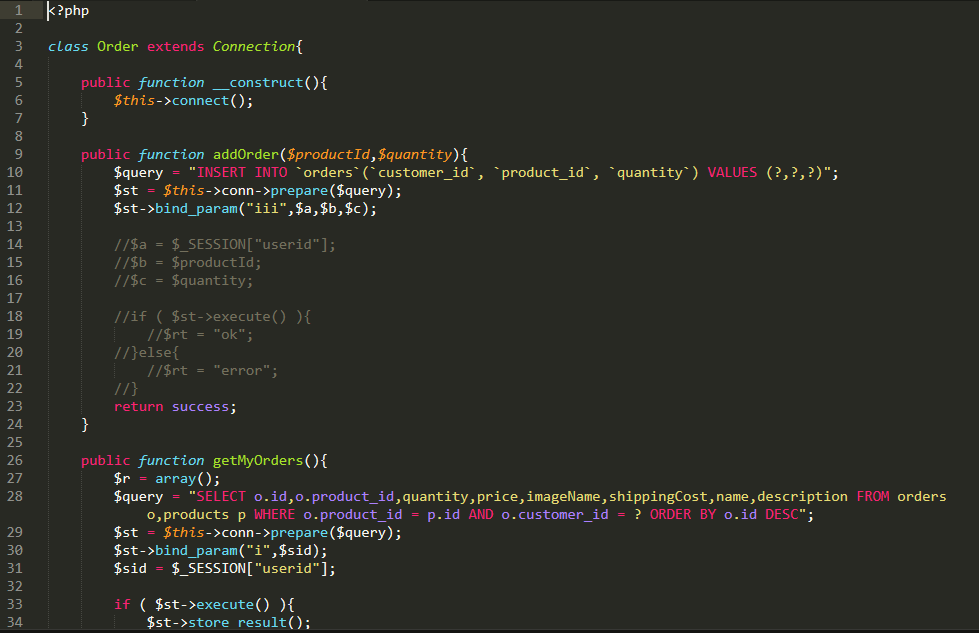 1 <?php
2
3 class Order extends Connection{
4
5     public function __construct(){
6         $this->connect();
7     }
8
9     public function addOrder($productId,$quantity){
10         $query = "INSERT INTO `orders`(`customer_id`, `product_id`, `quantity`) VALUES (?,?,?)";
11         $st = $this->conn->prepare($query);
12         $st->bind_param("iii",$a,$b,$c);
13
14         //$a = $_SESSION["userid"];
15         //$b = $productId;
16         //$c = $quantity;
17
18         //if ( $st->execute() ){
19             //$rt = "ok";
20         //}else{
21             //$rt = "error";
22         //}
23         return success;
24     }
25
26     public function getMyOrders(){
27         $r = array();
28         $query = "SELECT o.id,o.product_id,quantity,price,imageName,shippingCost,name,description FROM orders
            o,products p WHERE o.product_id = p.id AND o.customer_id = ? ORDER BY o.id DESC";
29         $st = $this->conn->prepare($query);
30         $st->bind_param("i",$sid);
31         $sid = $_SESSION["userid"];
32
33         if ( $st->execute() ){
34             $st->store_result();